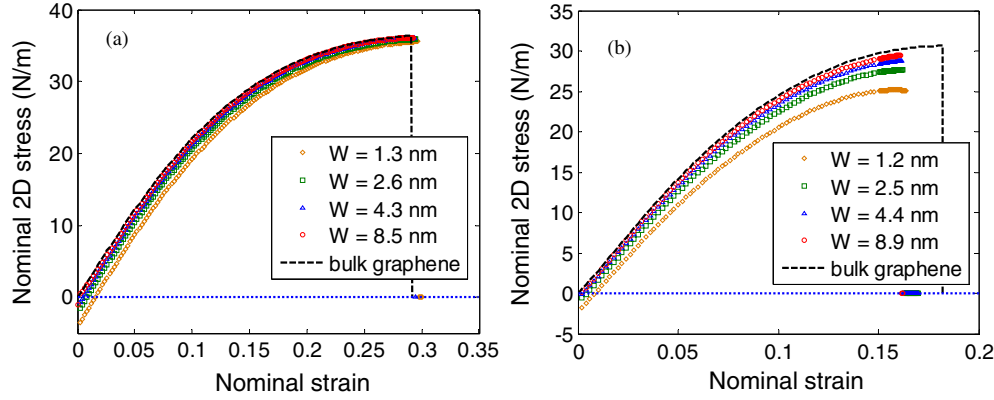 (a)
Nominal 2D stress (N/m)
40
30
20
10
0
W = 1.3 nm
W = 2.6 nm
W = 4.3 nm
W = 8.5 nm
bulk graphene
0 0.05 0.1 0.15 0.2 0.25 0.3 0.35
Nominal strain
(b)
Nominal 2D stress (N/m)
35
30
25
20
15
10
5
0
-5
W = 1.2 nm
W = 2.5 nm
W = 4.4 nm
W = 8.9 nm
bulk graphene
0 0.05 0.1 0.15 0.2
Nominal strain